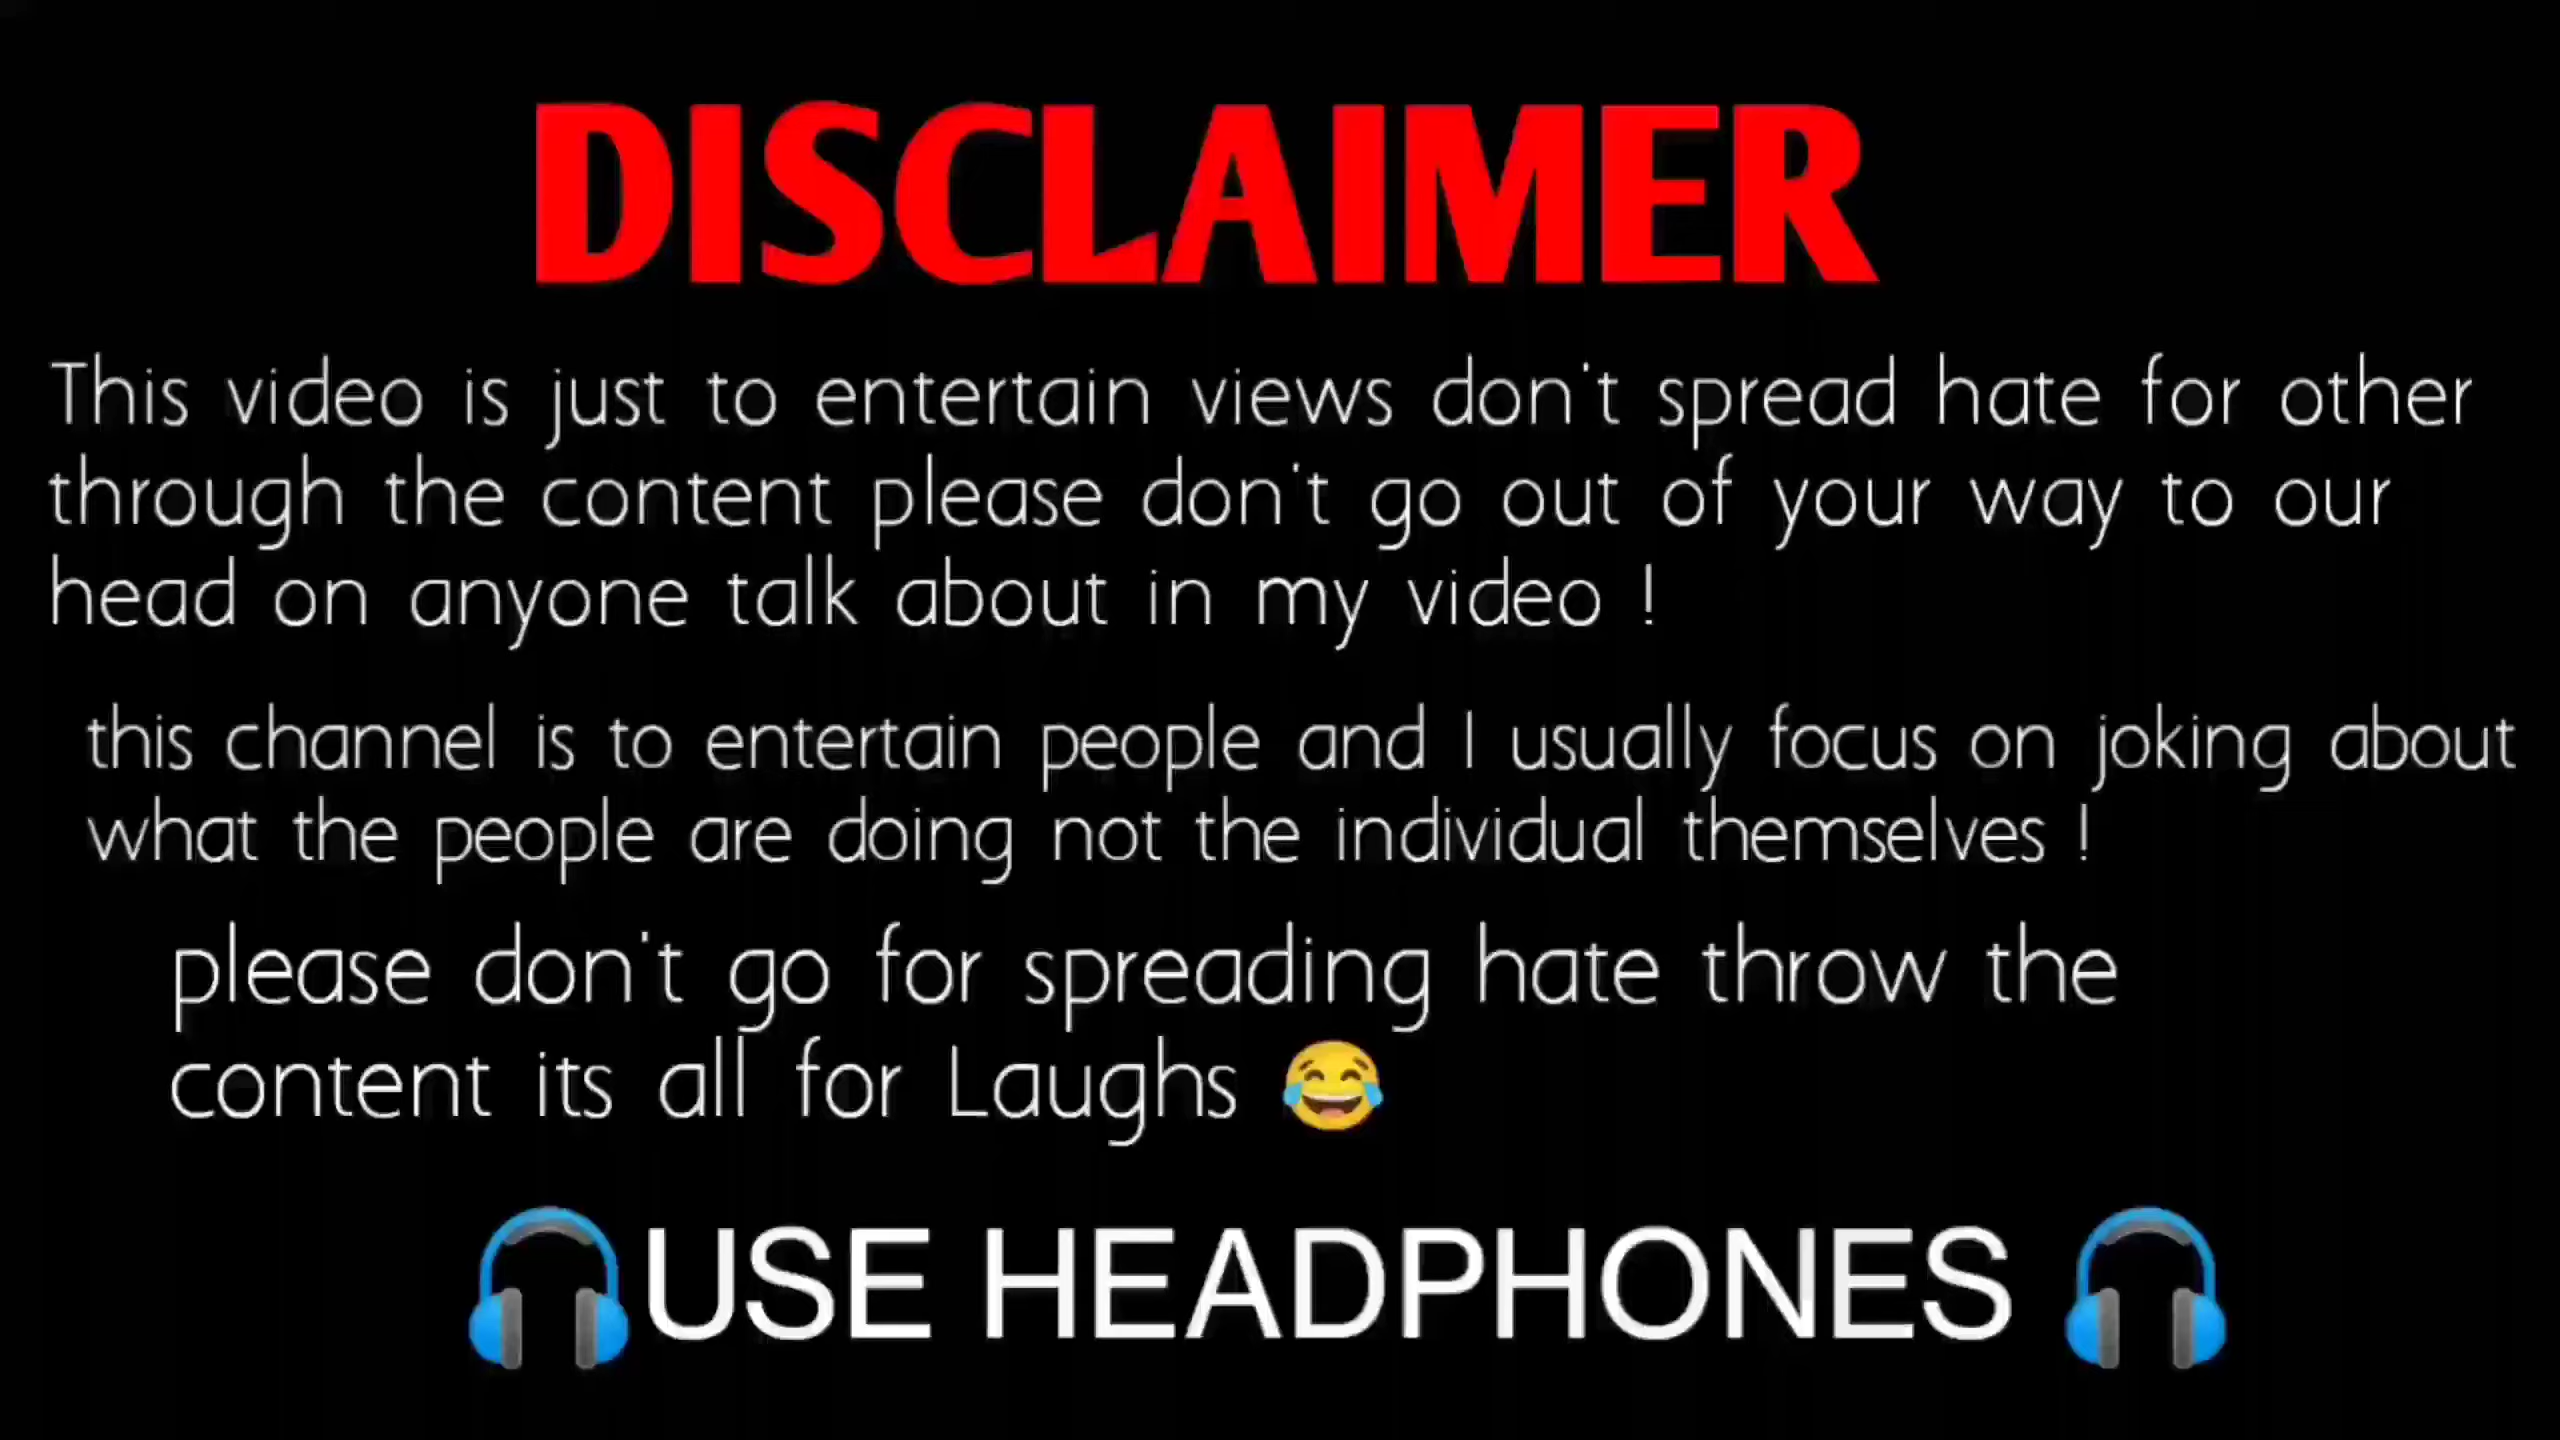 DISCLAIMER
This video is just to entertain views don't spread hate for other
through the content please don't go out of your way to our
head on anyone talk about in my video !
this channel is to entertain people and I usually focus on joking about
what the people are doing not the individual themselves !
please don't go for spreading hate throw the
content its all for Laughs 😂
🎧USE HEADPHONES 🎧